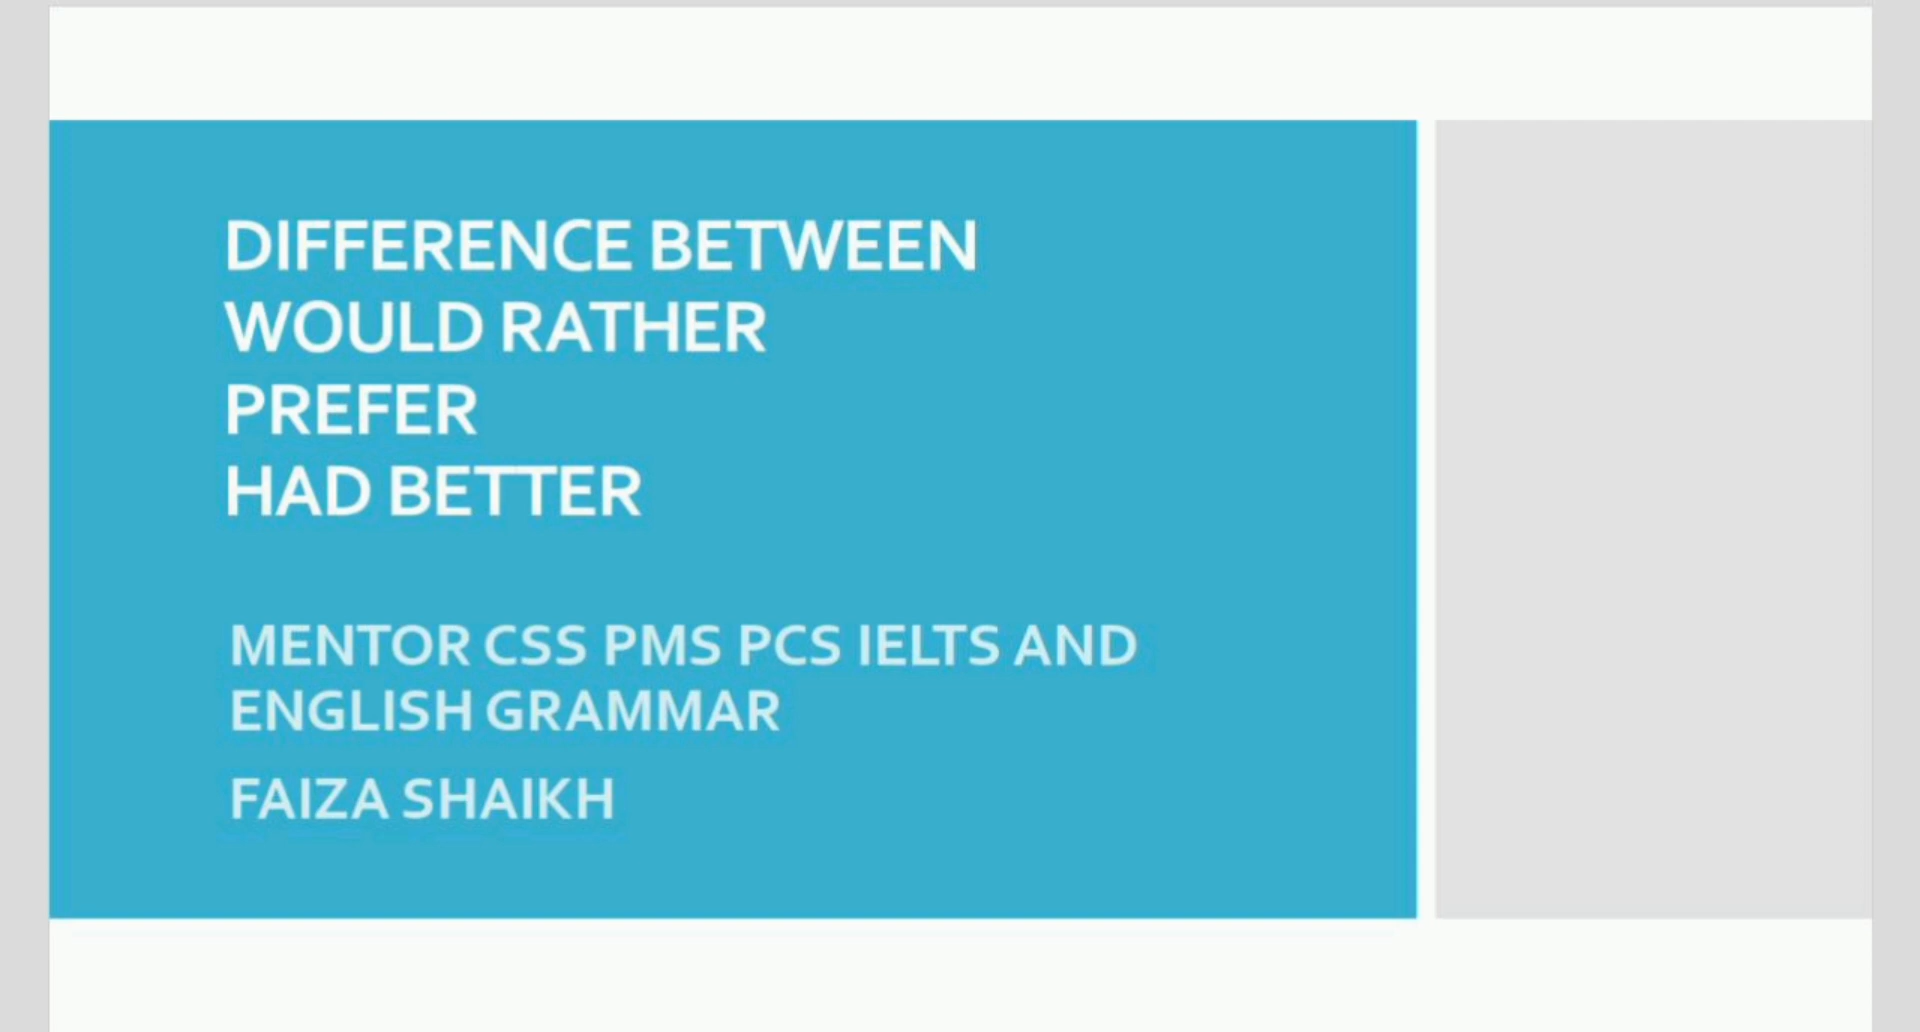 DIFFERENCE BETWEEN
WOULD RATHER
PREFER
HAD BETTER
MENTOR CSS PMS PCS IELTS AND
ENGLISH GRAMMAR
FAIZA SHAIKH